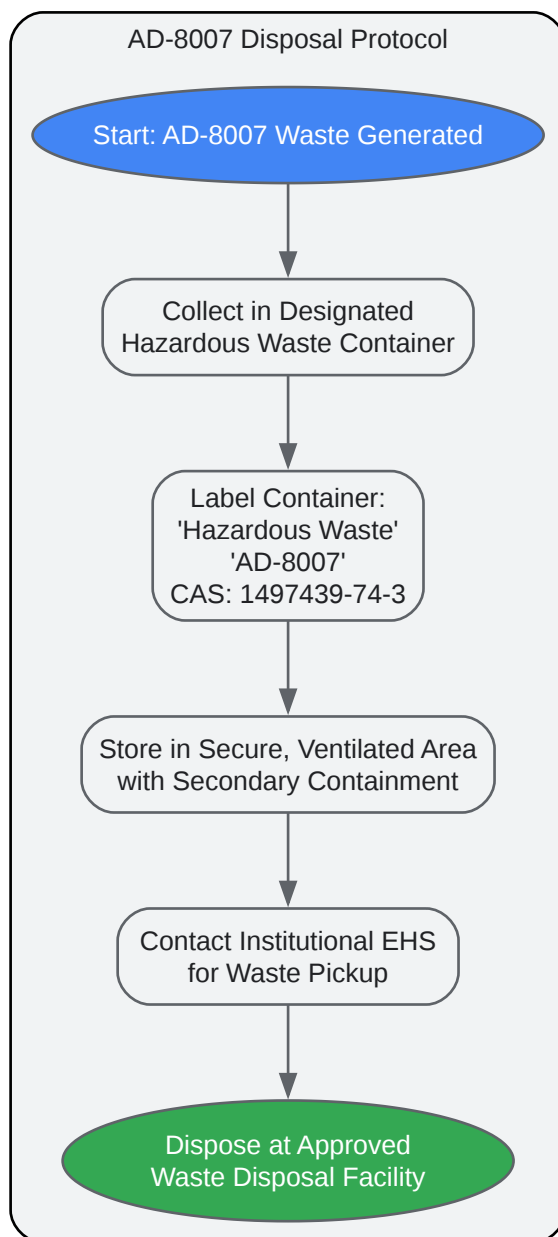 AD-8007 Disposal Protocol
Start: AD-8007 Waste Generated
Collect in Designated
Hazardous Waste Container
Label Container:
'Hazardous Waste'
'AD-8007'
CAS: 1497439-74-3
Store in Secure, Ventilated Area
with Secondary Containment
Contact Institutional EHS
for Waste Pickup
Dispose at Approved
Waste Disposal Facility